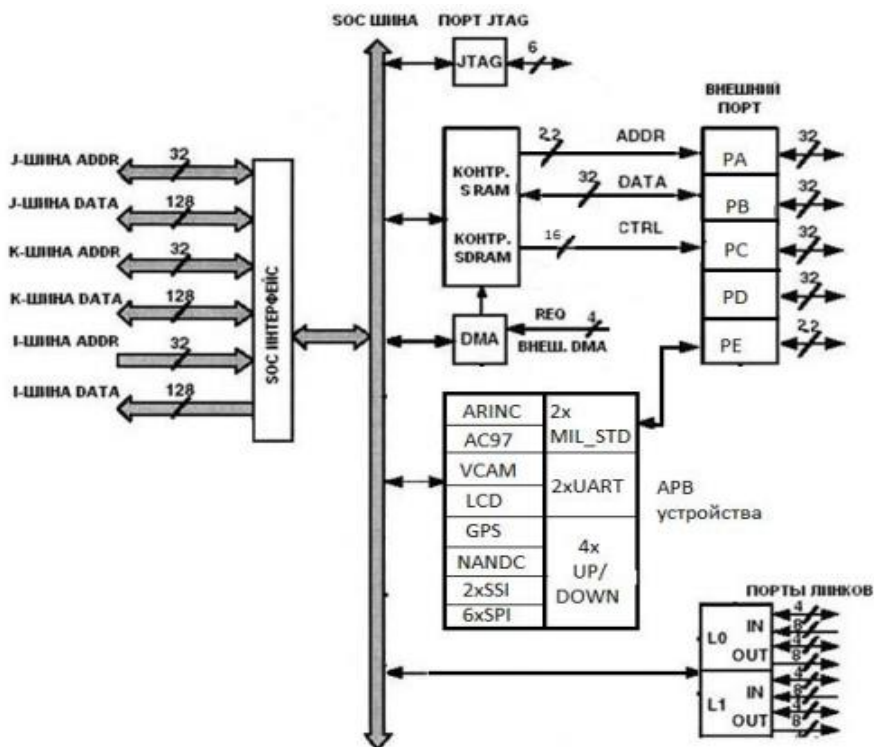 SOC ШИНА
ПОРТ JTAG
JTAG
6
ВНЕШНИЙ
ПОРТ
J-ШИНА ADDR
32
J-ШИНА DATA
128
K-ШИНА ADDR
32
K-ШИНА DATA
128
I-ШИНА ADDR
32
I-ШИНА DATA
128
SOC ИНТЕРФЕЙС
КОНТР.
SRAM
КОНТР.
SDRAM
22
ADDR
32
DATA
16
CTRL
PA
32
PB
32
PC
32
PD
32
PE
22
DMA
REQ
4
ВНЕШ. DMA
ARINC
AC97
VCAM
LCD
GPS
NANDC
2xSSI
6xSPI
2x
MIL_STD
2xUART
4x
UP/
DOWN
APB
устройства
ПОРТЫ ЛИНКОВ
L0
IN
OUT
L1
IN
OUT
4
8
4
8
4
8
4
8